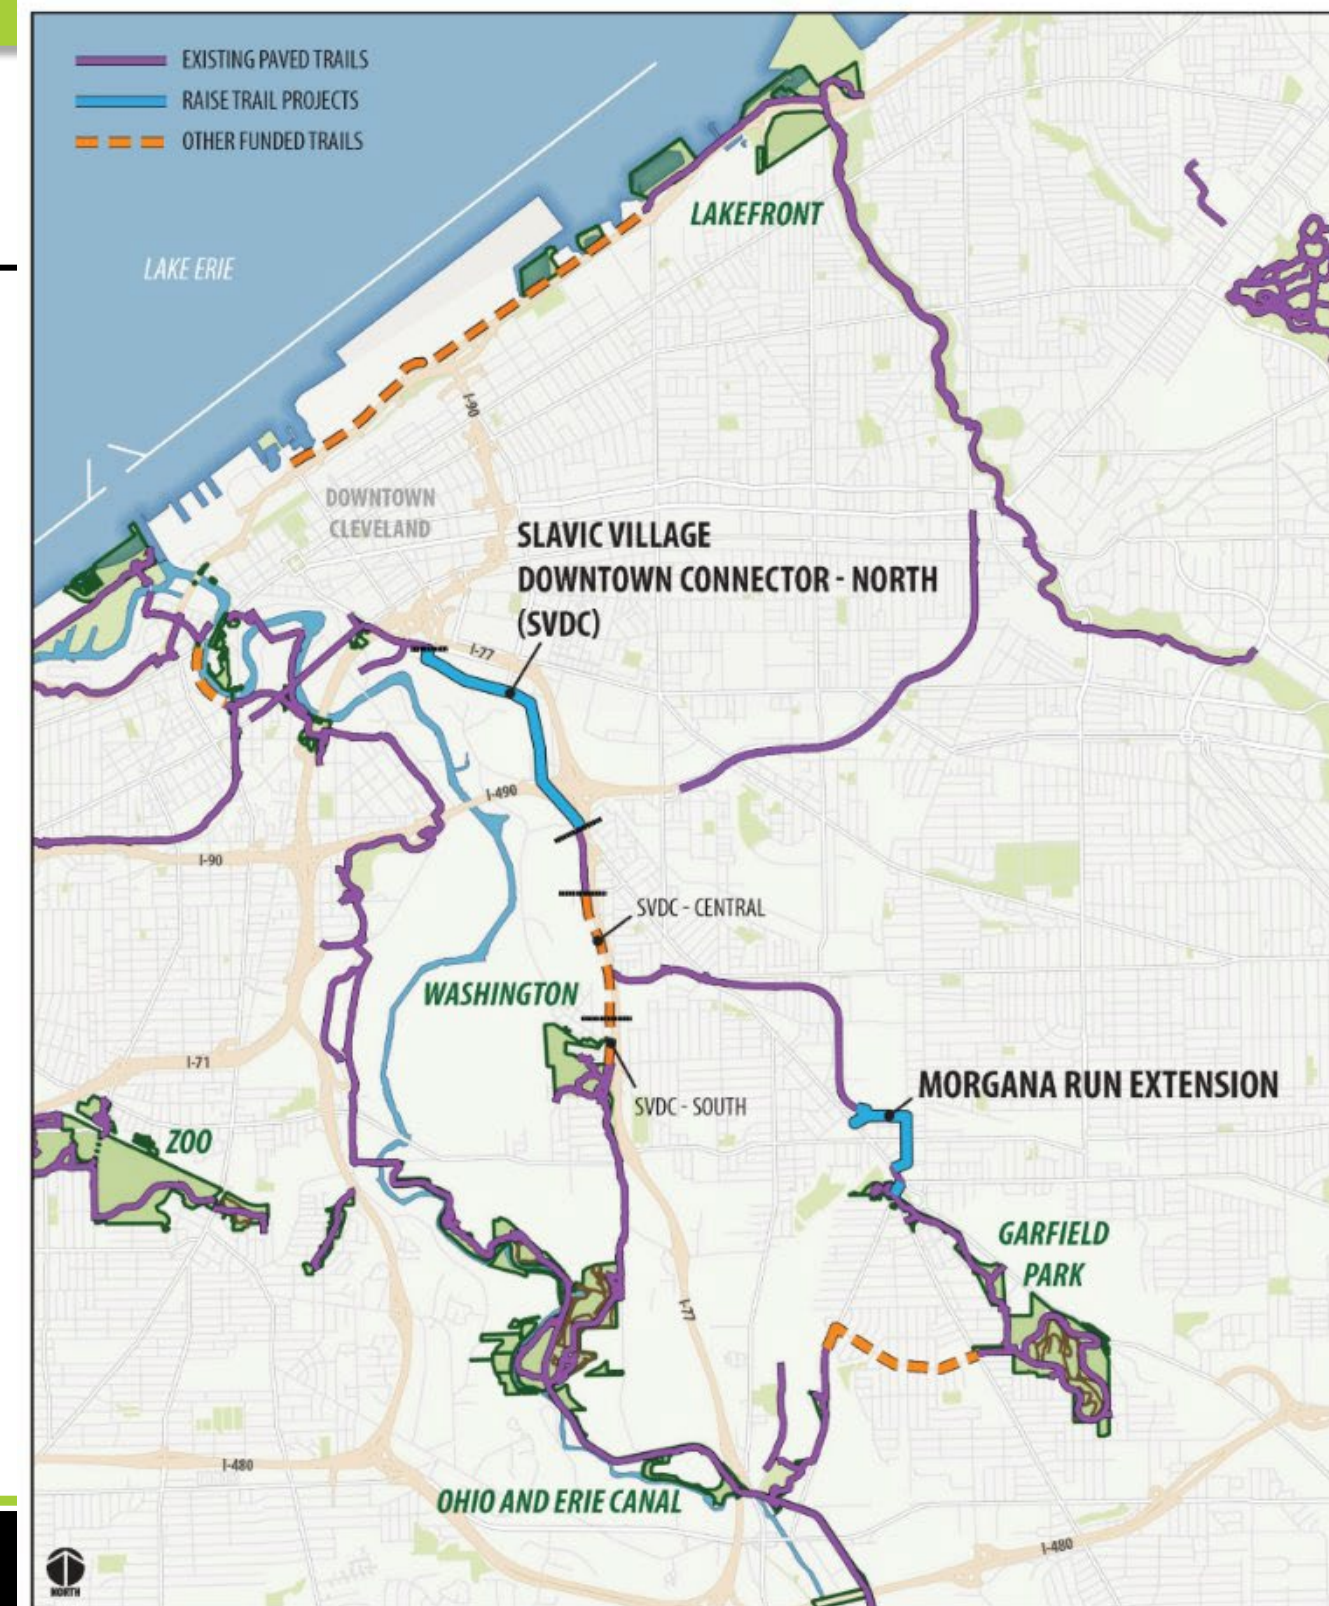 EXISTING PAVED TRAILS
RAISE TRAIL PROJECTS
OTHER FUNDED TRAILS
LAKEFRONT
LAKE ERIE
I-90
DOWNTOWN
CLEVELAND
SLAVIC VILLAGE
DOWNTOWN CONNECTOR - NORTH
(SVDC)
I-77
I-490
I-90
SVDC - CENTRAL
WASHINGTON
I-71
MORGANA RUN EXTENSION
SVDC - SOUTH
ZOO
GARFIELD
PARK
I-77
I-480
OHIO AND ERIE CANAL
I-480
NORTH